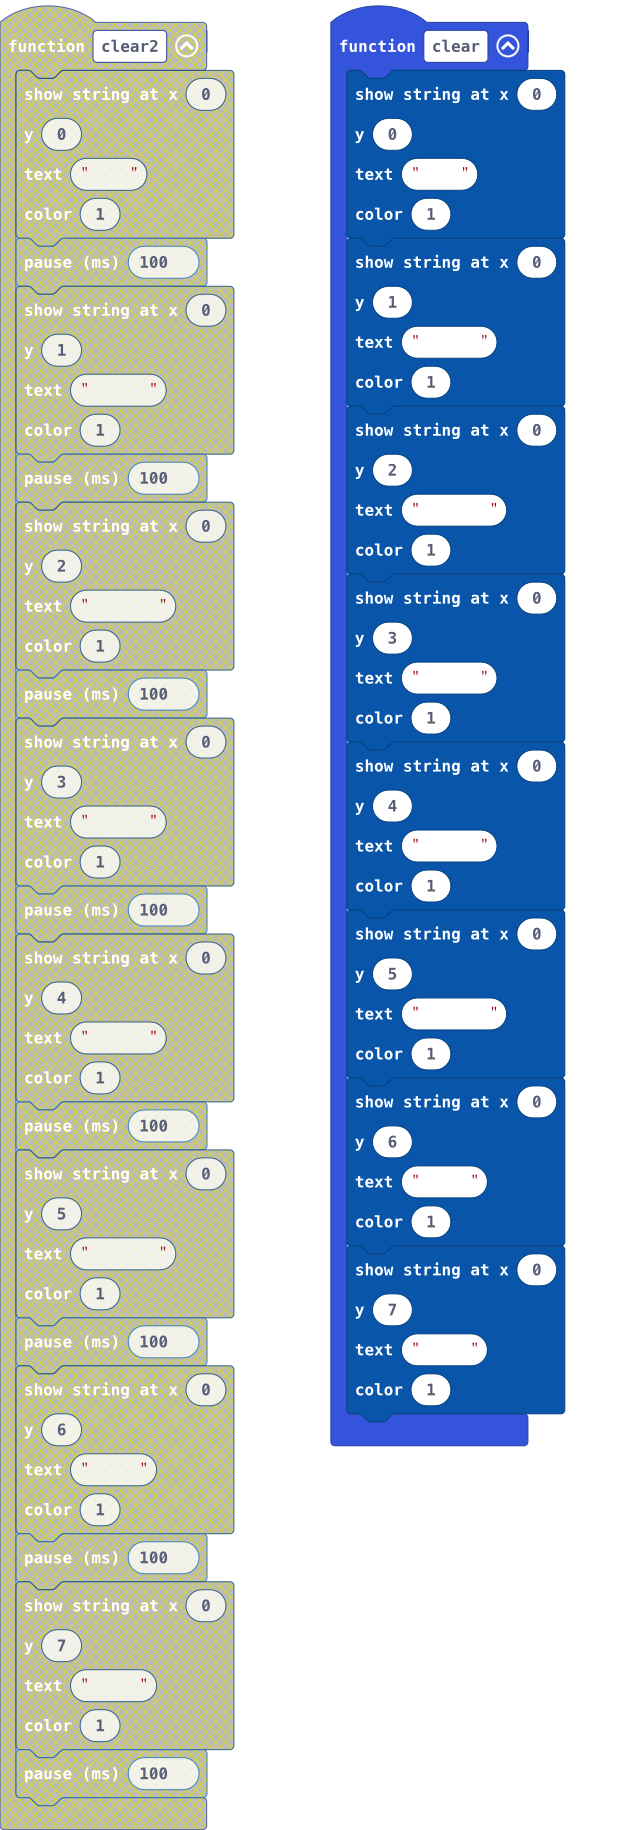 function clear2
show string at x 0
y 0
text "     "
color 1
pause (ms) 100
show string at x 0
y 1
text "       "
color 1
pause (ms) 100
show string at x 0
y 2
text "        "
color 1
pause (ms) 100
show string at x 0
y 3
text "       "
color 1
pause (ms) 100
show string at x 0
y 4
text "       "
color 1
pause (ms) 100
show string at x 0
y 5
text "        "
color 1
pause (ms) 100
show string at x 0
y 6
text "      "
color 1
pause (ms) 100
show string at x 0
y 7
text "      "
color 1
pause (ms) 100
function clear
show string at x 0
y 0
text "     "
color 1
show string at x 0
y 1
text "       "
color 1
show string at x 0
y 2
text "        "
color 1
show string at x 0
y 3
text "       "
color 1
show string at x 0
y 4
text "       "
color 1
show string at x 0
y 5
text "        "
color 1
show string at x 0
y 6
text "      "
color 1
show string at x 0
y 7
text "      "
color 1